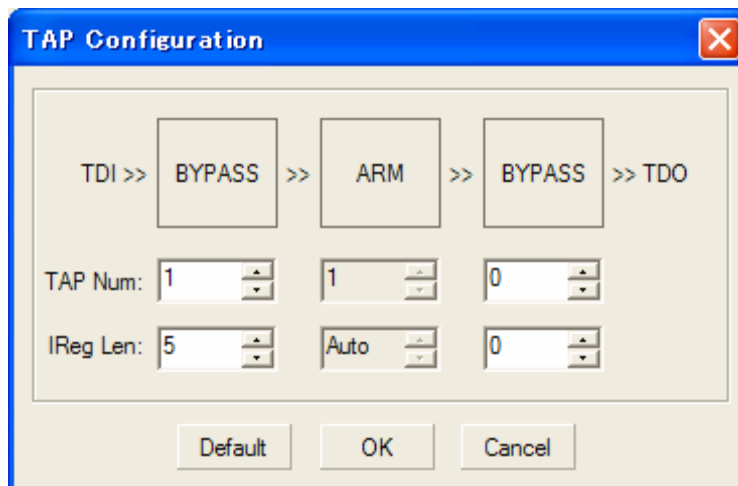 TAP Configuration
TDI >> BYPASS >> ARM >> BYPASS >> TDO
TAP Num: 1 1 0
IReg Len: 5 Auto 0
Default OK Cancel